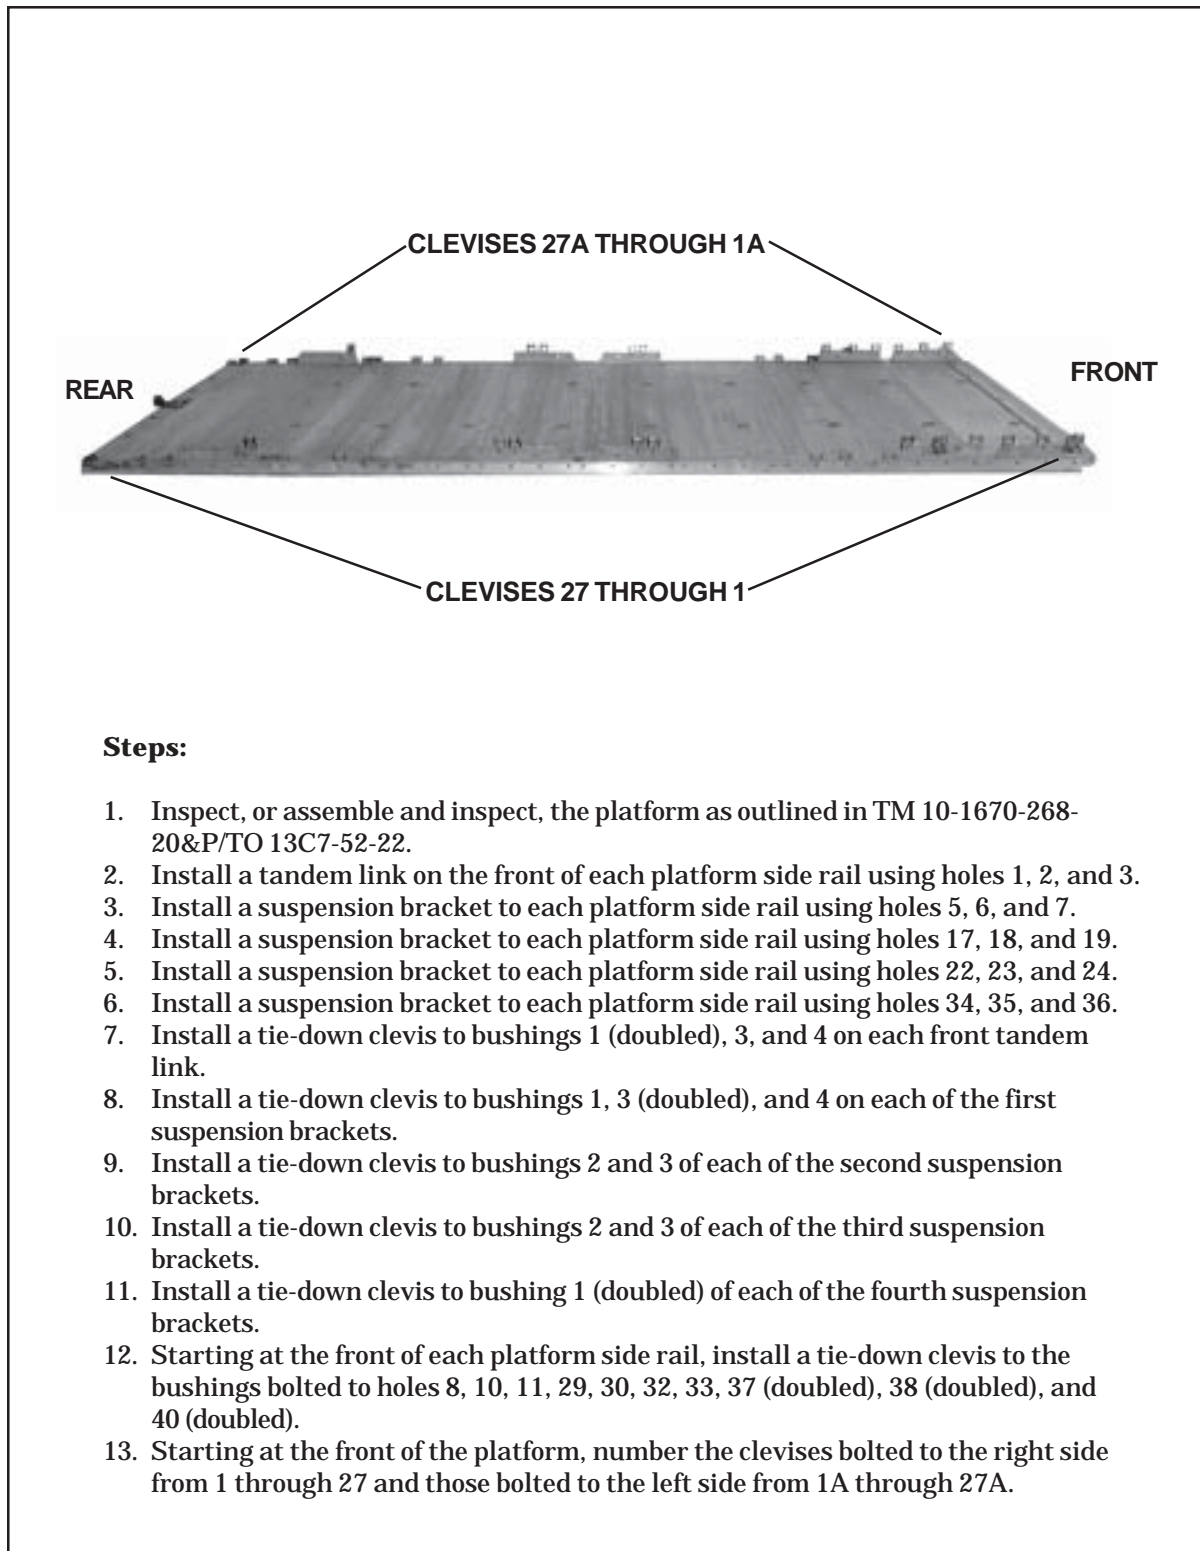 CLEVISES 27A THROUGH 1A
REAR
FRONT
CLEVISES 27 THROUGH 1
Steps:
1. Inspect, or assemble and inspect, the platform as outlined in TM 10-1670-268-
20&P/TO 13C7-52-22.
2. Install a tandem link on the front of each platform side rail using holes 1, 2, and 3.
3. Install a suspension bracket to each platform side rail using holes 5, 6, and 7.
4. Install a suspension bracket to each platform side rail using holes 17, 18, and 19.
5. Install a suspension bracket to each platform side rail using holes 22, 23, and 24.
6. Install a suspension bracket to each platform side rail using holes 34, 35, and 36.
7. Install a tie-down clevis to bushings 1 (doubled), 3, and 4 on each front tandem
link.
8. Install a tie-down clevis to bushings 1, 3 (doubled), and 4 on each of the first
suspension brackets.
9. Install a tie-down clevis to bushings 2 and 3 of each of the second suspension
brackets.
10. Install a tie-down clevis to bushings 2 and 3 of each of the third suspension
brackets.
11. Install a tie-down clevis to bushing 1 (doubled) of each of the fourth suspension
brackets.
12. Starting at the front of each platform side rail, install a tie-down clevis to the
bushings bolted to holes 8, 10, 11, 29, 30, 32, 33, 37 (doubled), 38 (doubled), and
40 (doubled).
13. Starting at the front of the platform, number the clevises bolted to the right side
from 1 through 27 and those bolted to the left side from 1A through 27A.